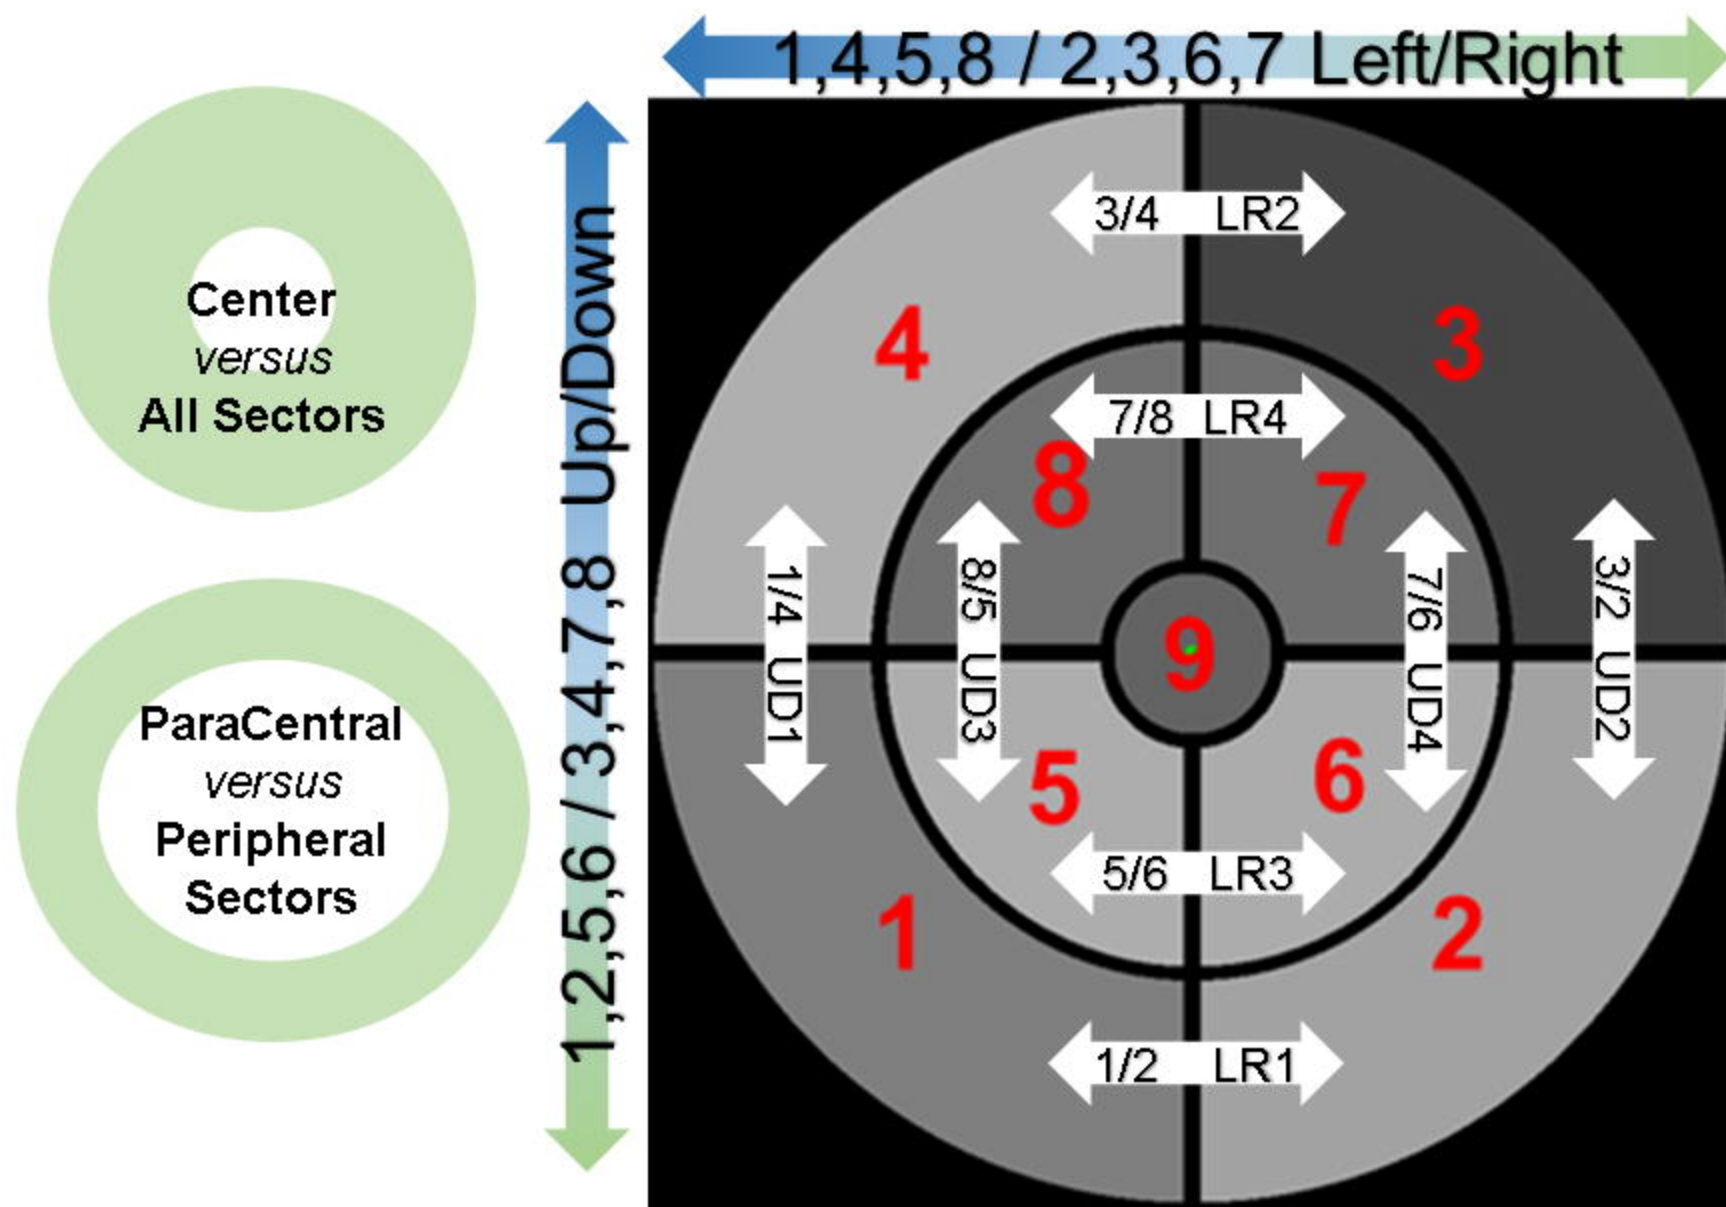 1,4,5,8 / 2,3,6,7 Left/Right
Center
versus
All Sectors
ParaCentral
versus
Peripheral
Sectors
1,2,5,6 / 3,4,7,8 Up/Down
3/4 LR2
4
3
7/8 LR4
8
7
1/4 UD1
8/5 UD3
9
7/6 UD4
3/2 UD2
5
6
5/6 LR3
1
2
1/2 LR1